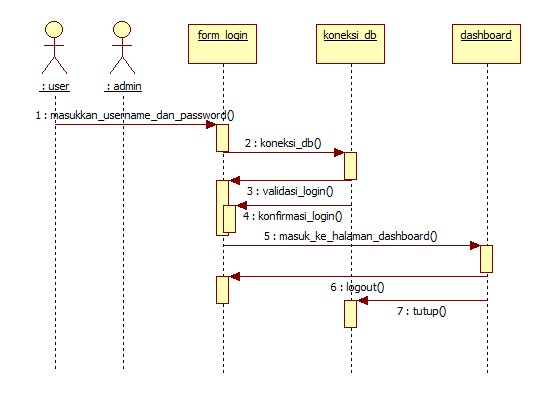 form_login
koneksi_db
dashboard
: user
: admin
1 : masukkan_username_dan_password()
2 : koneksi_db()
3 : validasi_login()
4 : konfirmasi_login()
5 : masuk_ke_halaman_dashboard()
6 : logout()
7 : tutup()